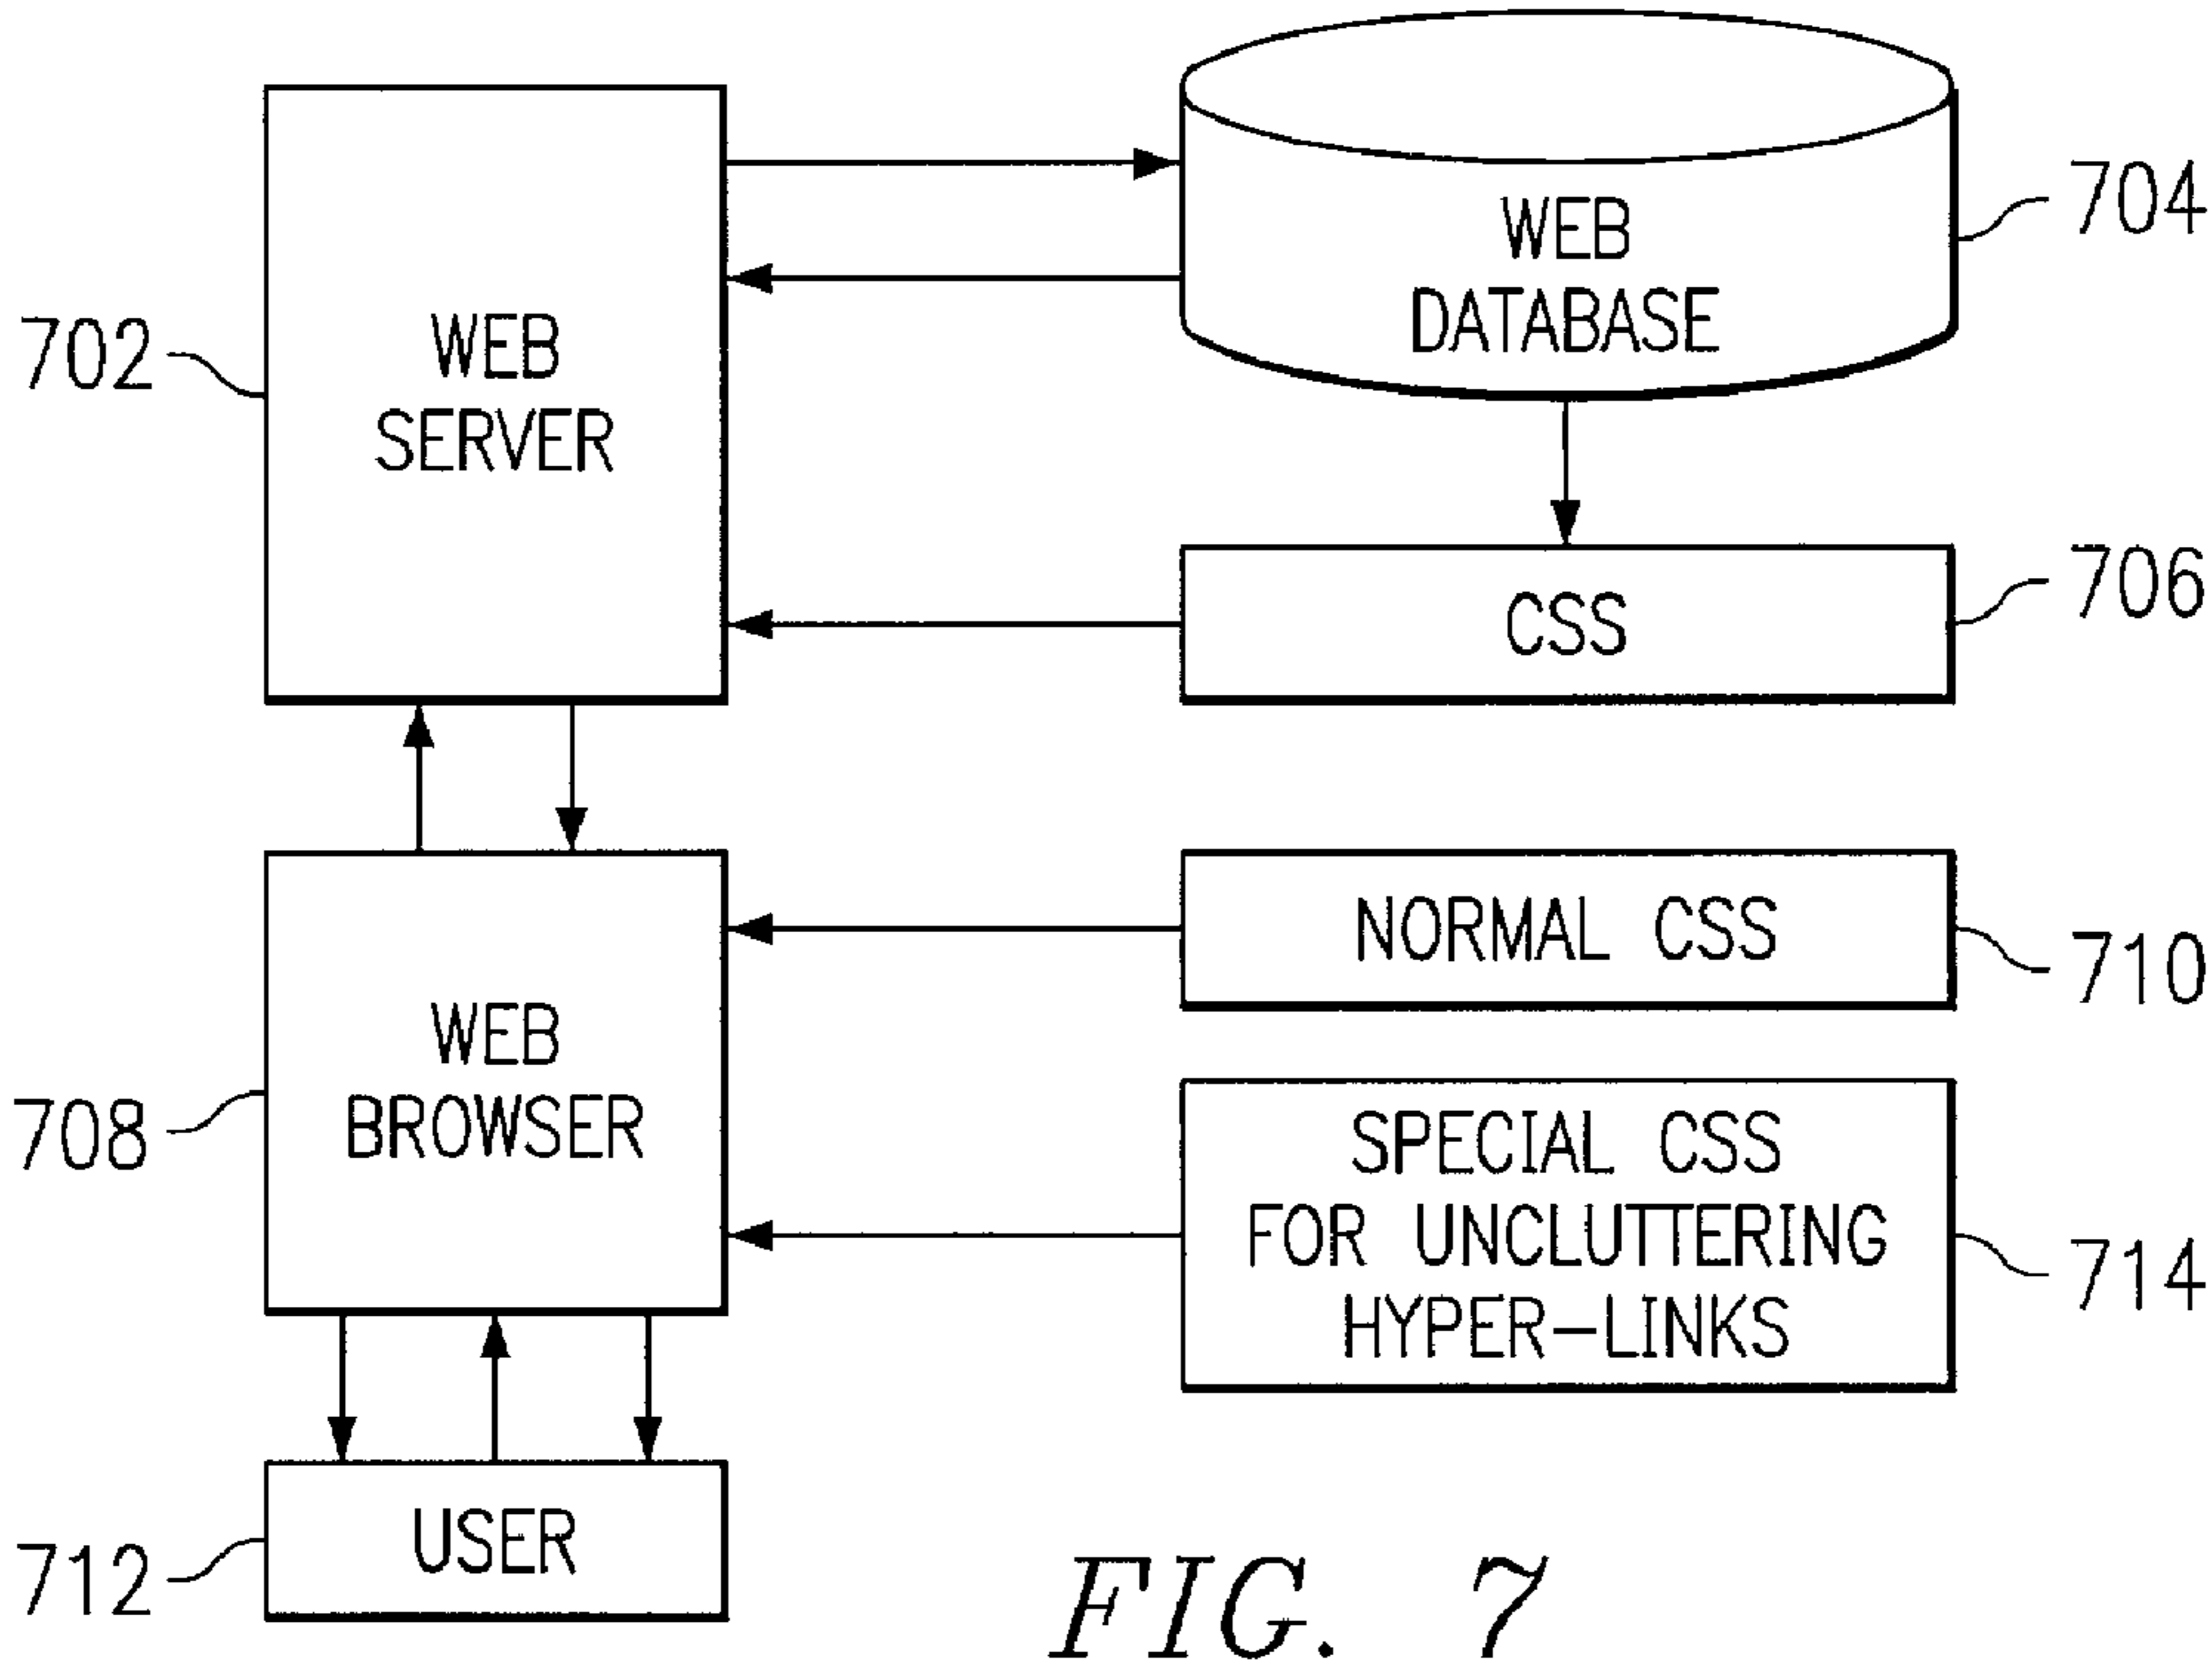 WEB
DATABASE
704
702
WEB
SERVER
CSS
706
NORMAL CSS
710
WEB
BROWSER
708
SPECIAL CSS
FOR UNCLUTTERING
HYPER-LINKS
714
USER
712
FIG. 7